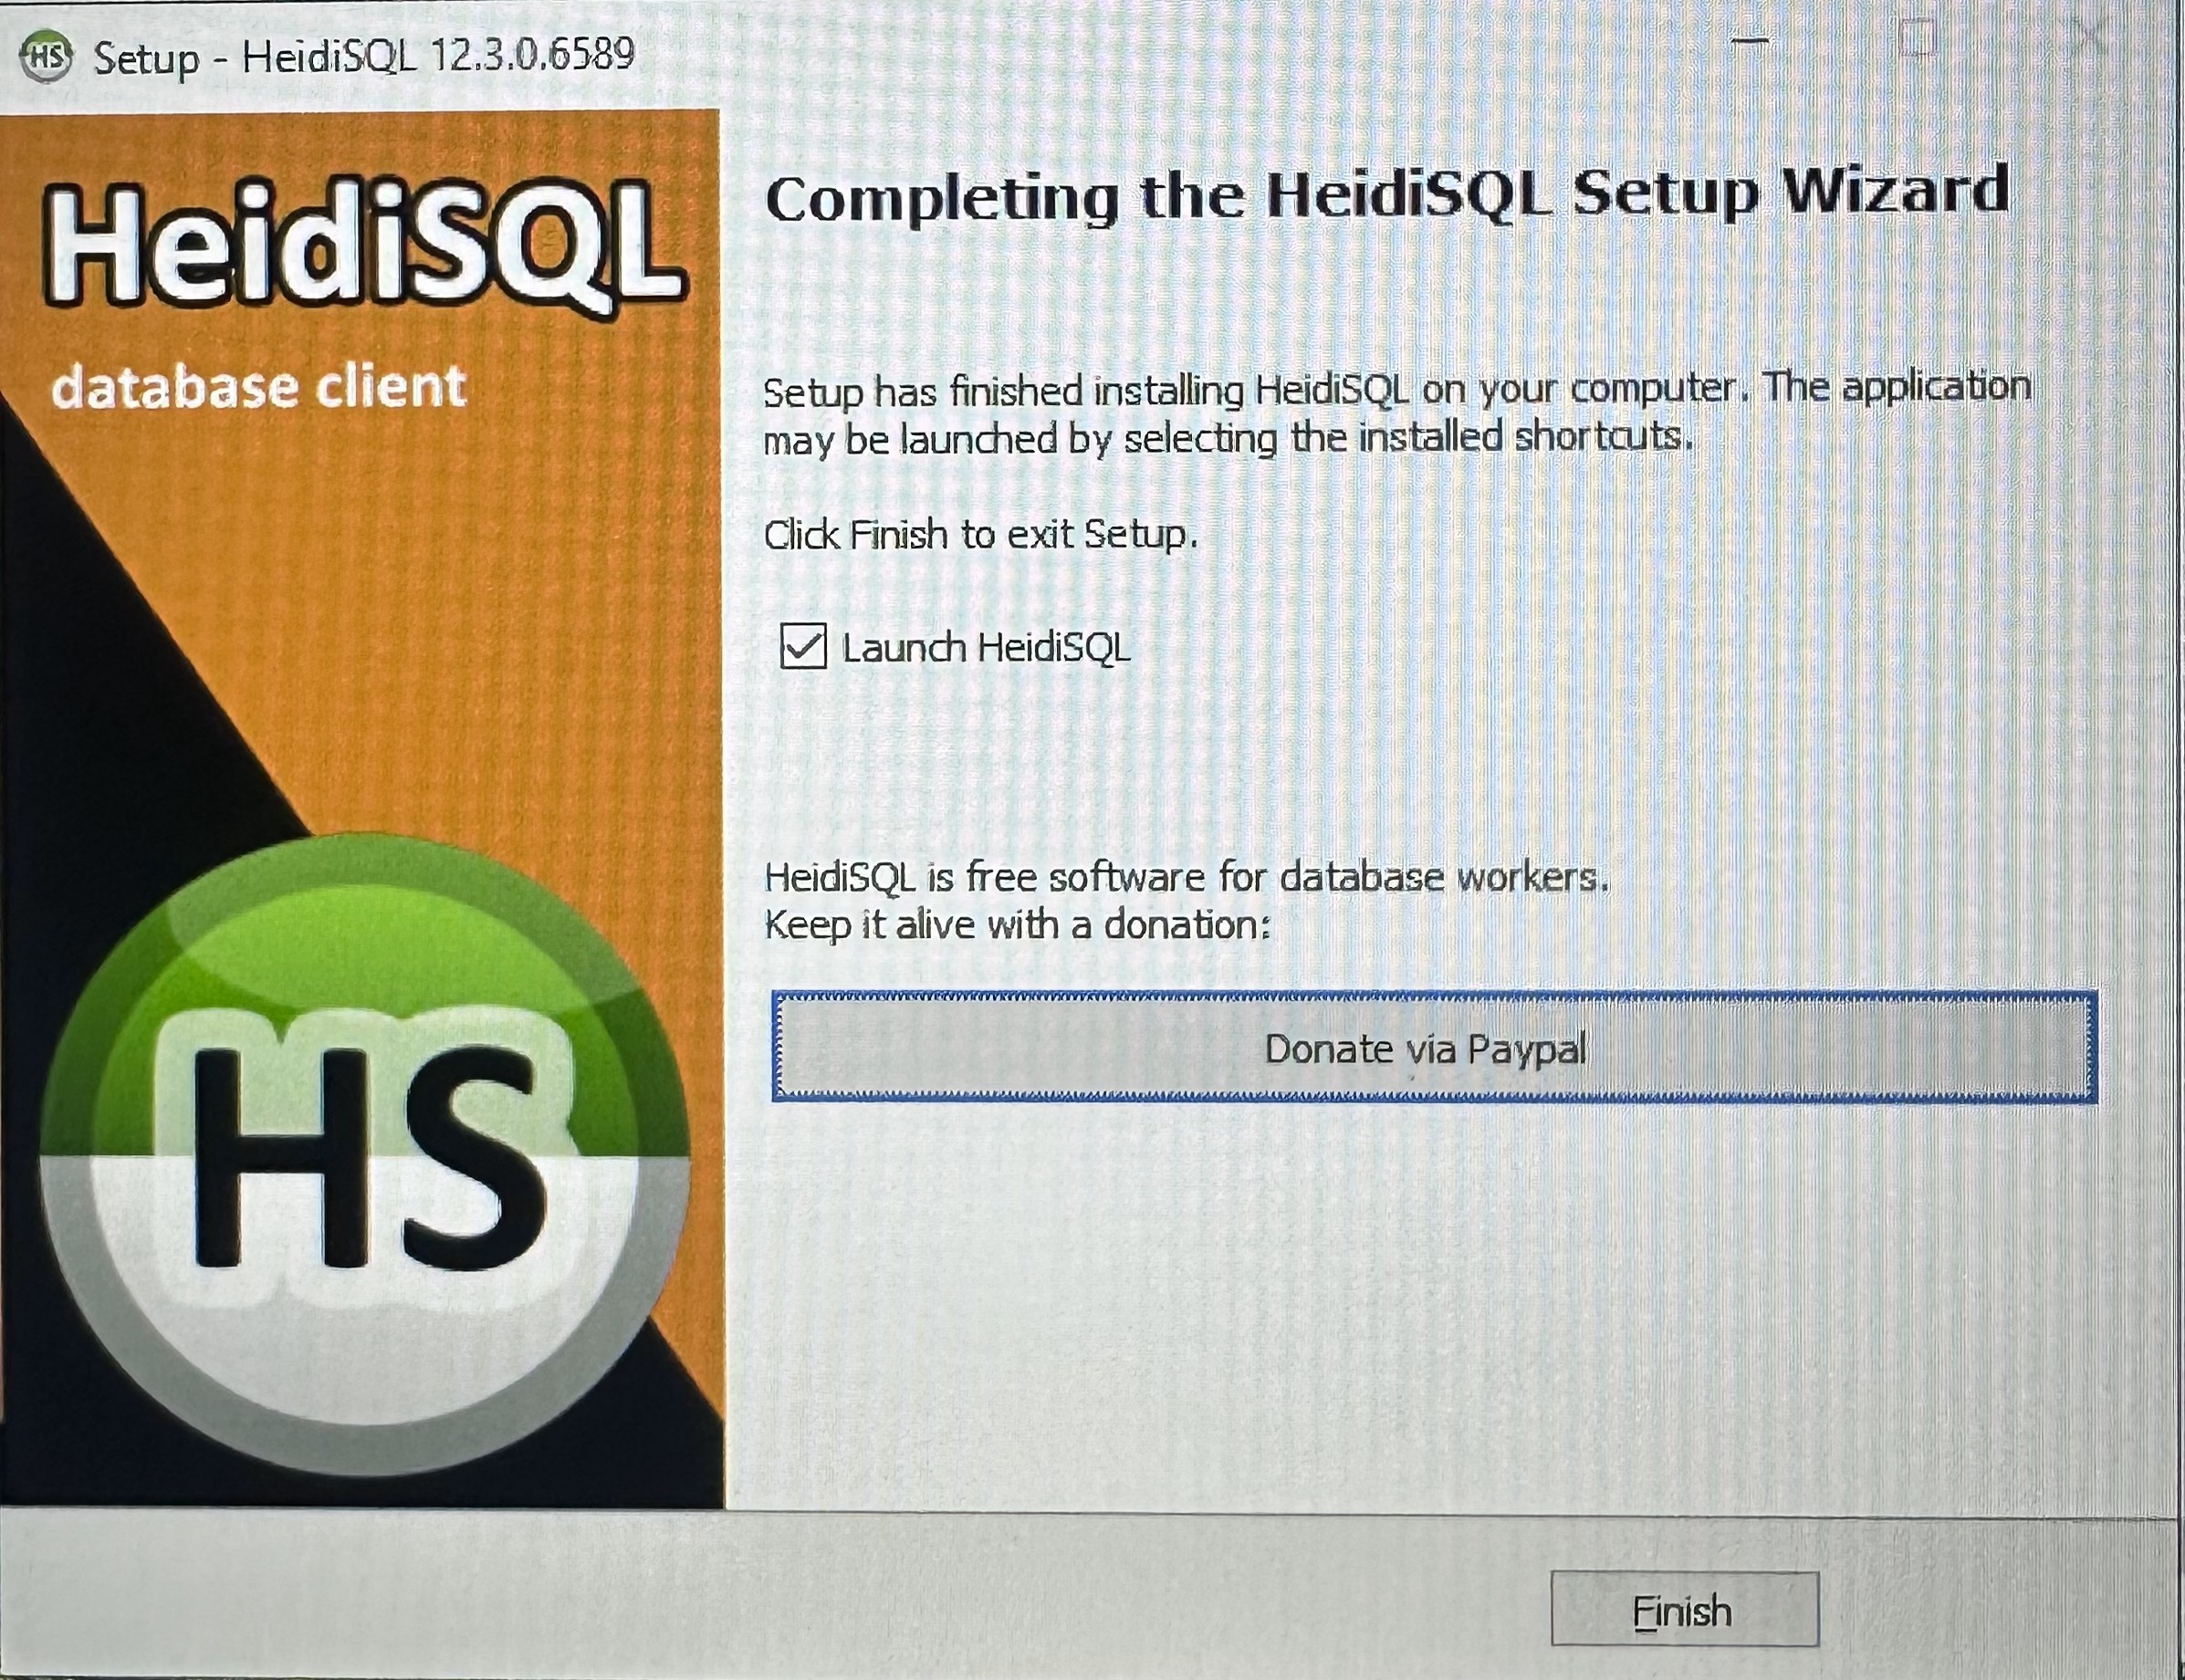 HS Setup - HeidiSQL 12.3.0.6589
HeidiSQL
database client
HS
Completing the HeidiSQL Setup Wizard
Setup has finished installing HeidiSQL on your computer. The application
may be launched by selecting the installed shortcuts.
Click Finish to exit Setup.
Launch HeidiSQL
HeidiSQL is free software for database workers.
Keep it alive with a donation:
Donate via Paypal
Finish